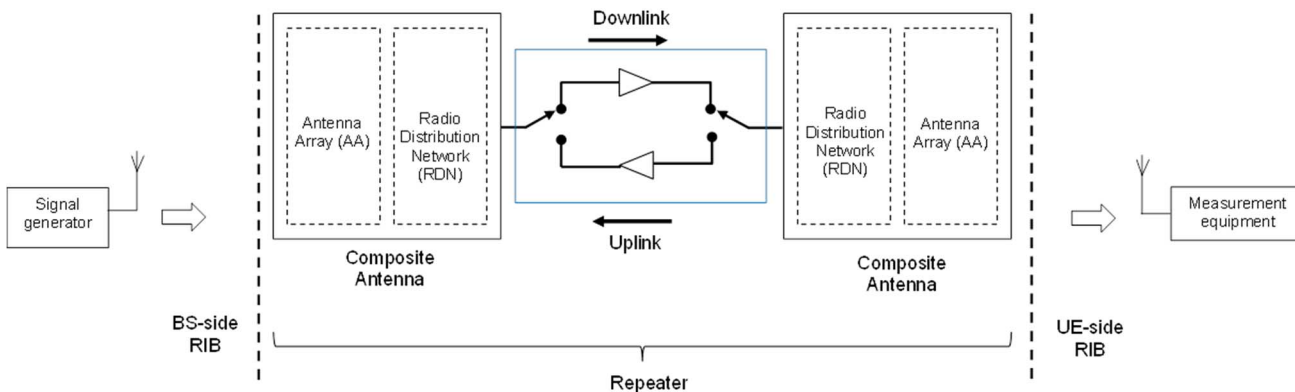 Downlink
Antenna
Array (AA)
Radio
Distribution
Network
(RDN)
Radio
Distribution
Network
(RDN)
Antenna
Array (AA)
Signal
generator
Measurement
equipment
Uplink
Composite
Antenna
Composite
Antenna
BS-side
RIB
UE-side
RIB
Repeater